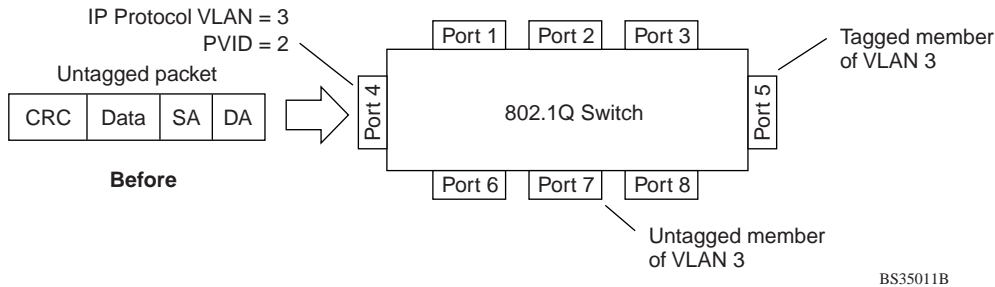 IP Protocol VLAN = 3
PVID = 2
Untagged packet
CRC Data SA DA
Before
Port 1 Port 2 Port 3
Port 4
802.1Q Switch
Port 5
Port 6 Port 7 Port 8
Tagged member
of VLAN 3
Untagged member
of VLAN 3
BS35011B